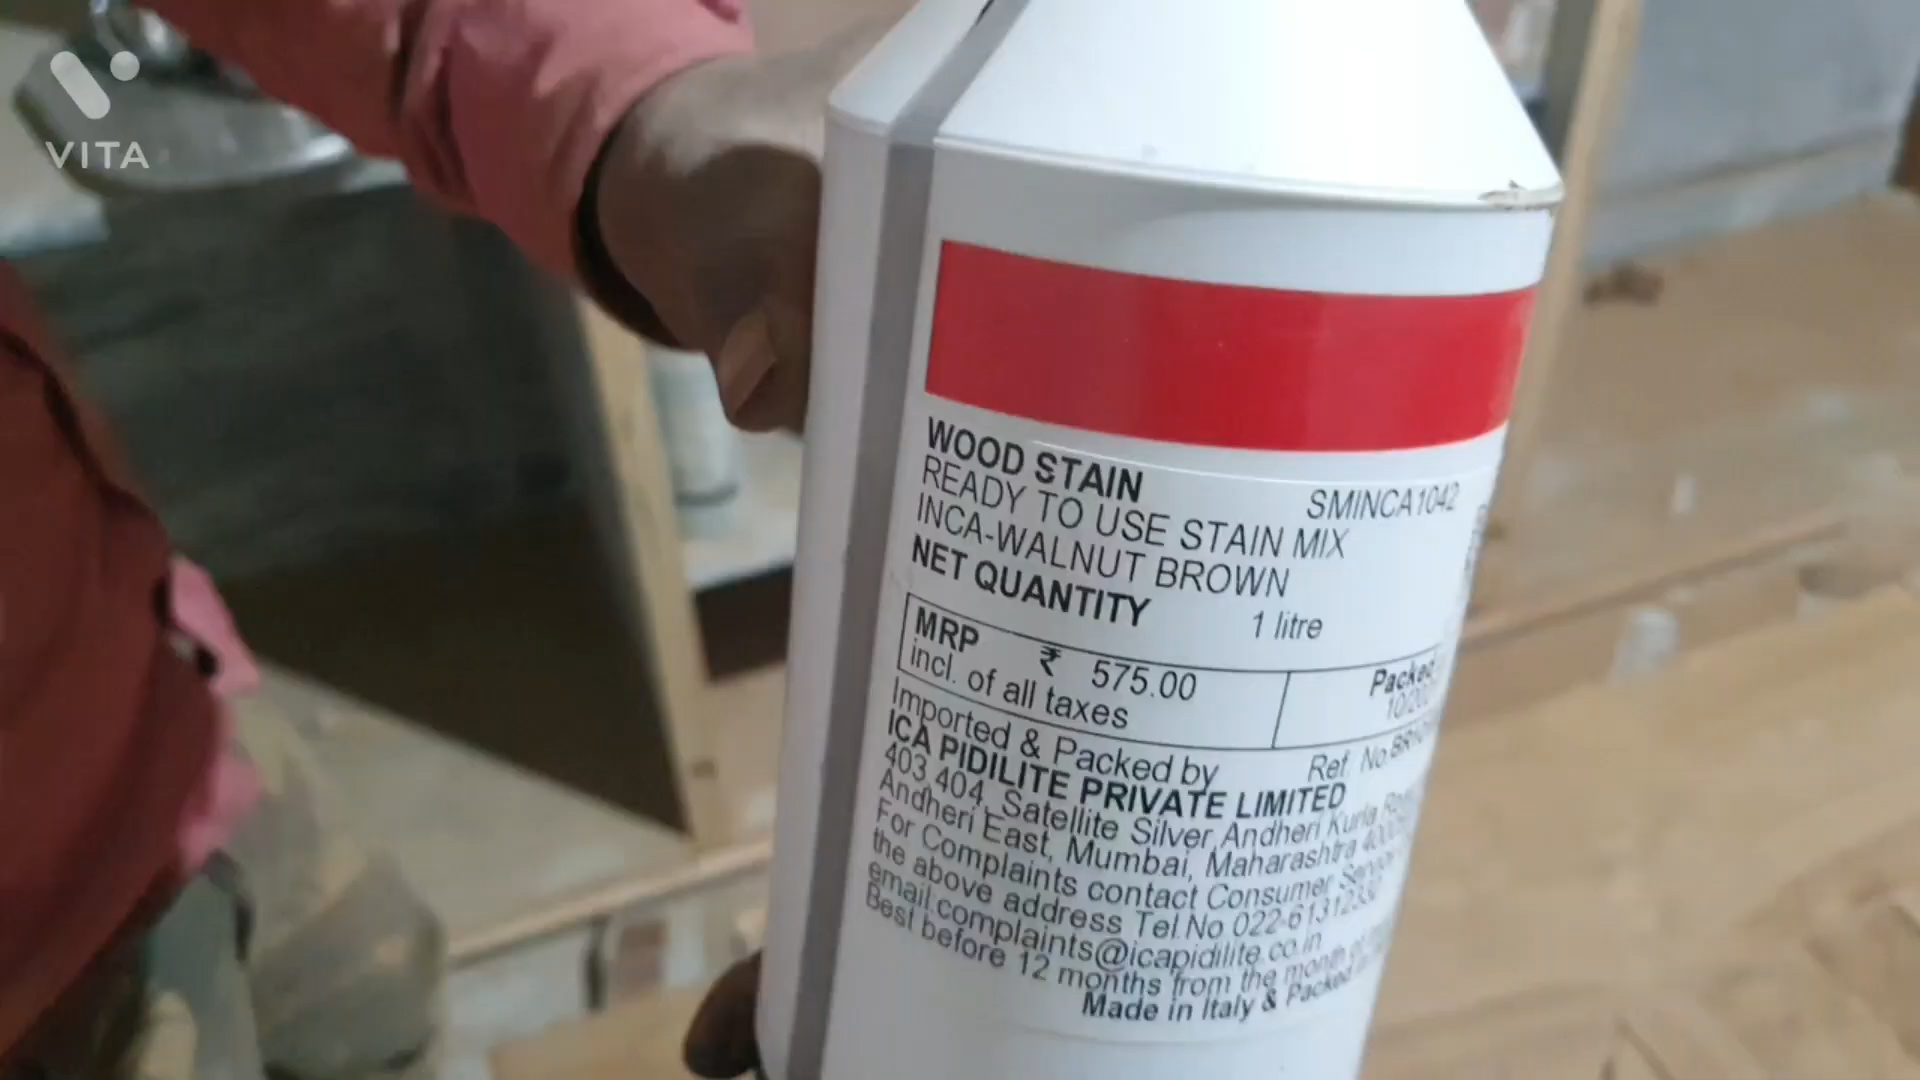 VITA
WOOD STAIN
SMINCA1042
READY TO USE STAIN MIX
INCA-WALNUT BROWN
NET QUANTITY 1 litre
MRP ₹ 575.00
incl. of all taxes
Packed
Imported & Packed by
Ref. No.
ICA PIDILITE PRIVATE LIMITED
403,404, Satellite Silver, Andheri Kurla
Andheri East, Mumbai, Maharashtra
For Complaints contact Consumer
the above address Tel.No 022-61312332
email:complaints@icapidilite.co.in
Best before 12 months from the month of
Made in Italy & Packed